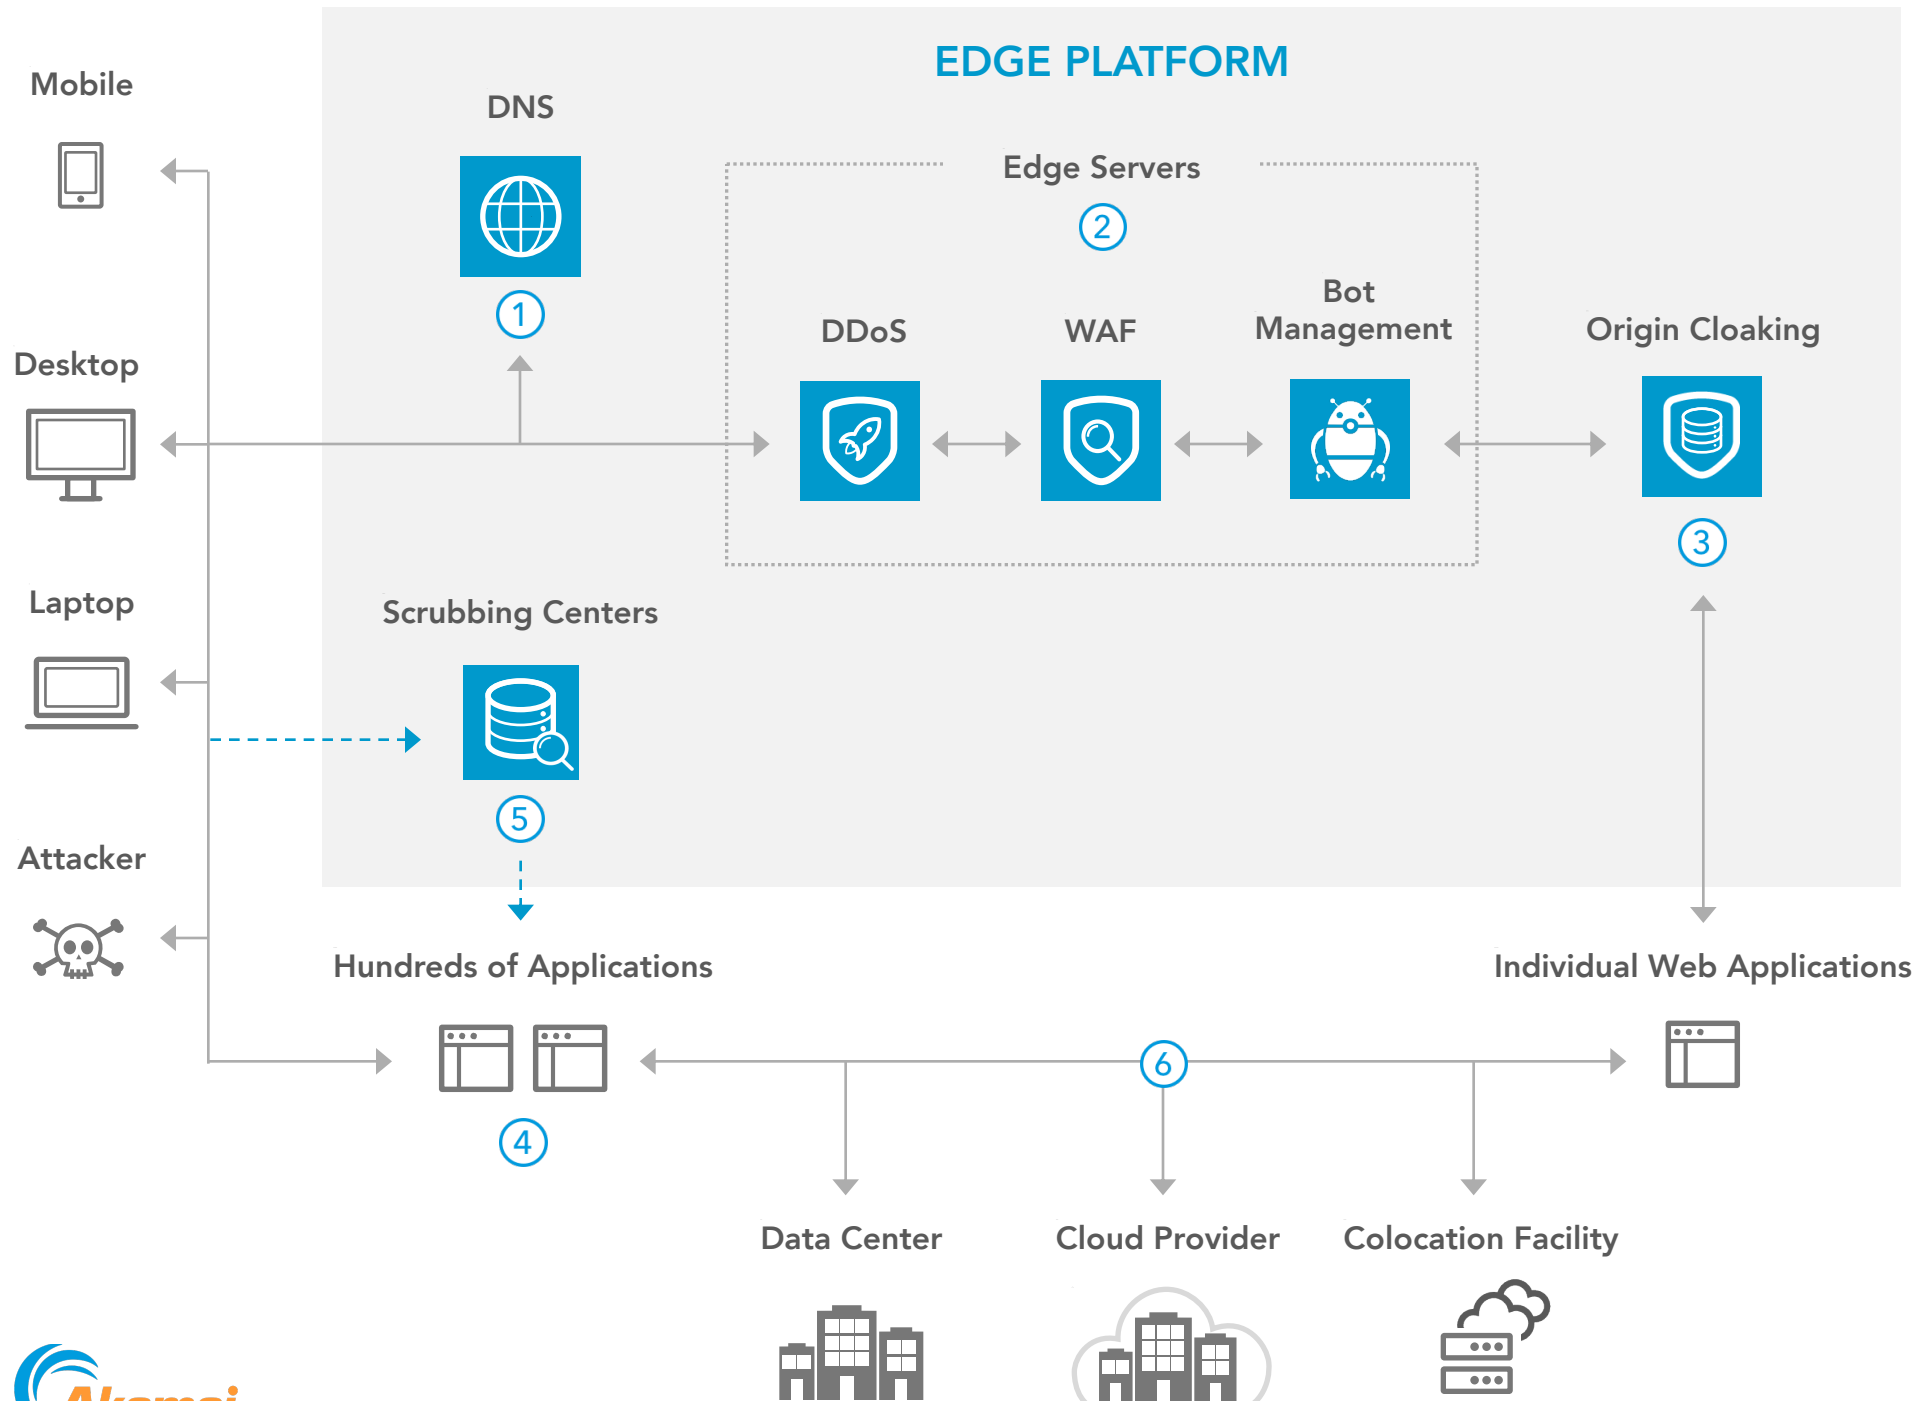 EDGE PLATFORM
Mobile
DNS
Edge Servers
2
1
Bot
Management
DDoS
WAF
Origin Cloaking
Desktop
3
Laptop
Scrubbing Centers
5
Attacker
Hundreds of Applications
Individual Web Applications
6
4
Data Center
Cloud Provider
Colocation Facility
Akamai